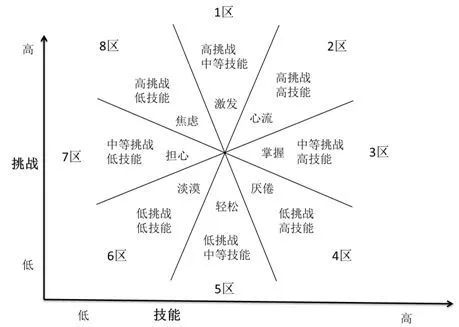 1区
高
8区
2区
高挑战
中等技能
高挑战
低技能
高挑战
高技能
激发
焦虑
心流
挑战
7区
中等挑战
低技能
担心
掌握
中等挑战
高技能
3区
淡漠
厌倦
轻松
低挑战
低技能
低挑战
高技能
低挑战
中等技能
低
6区
4区
5区
低
技能
高